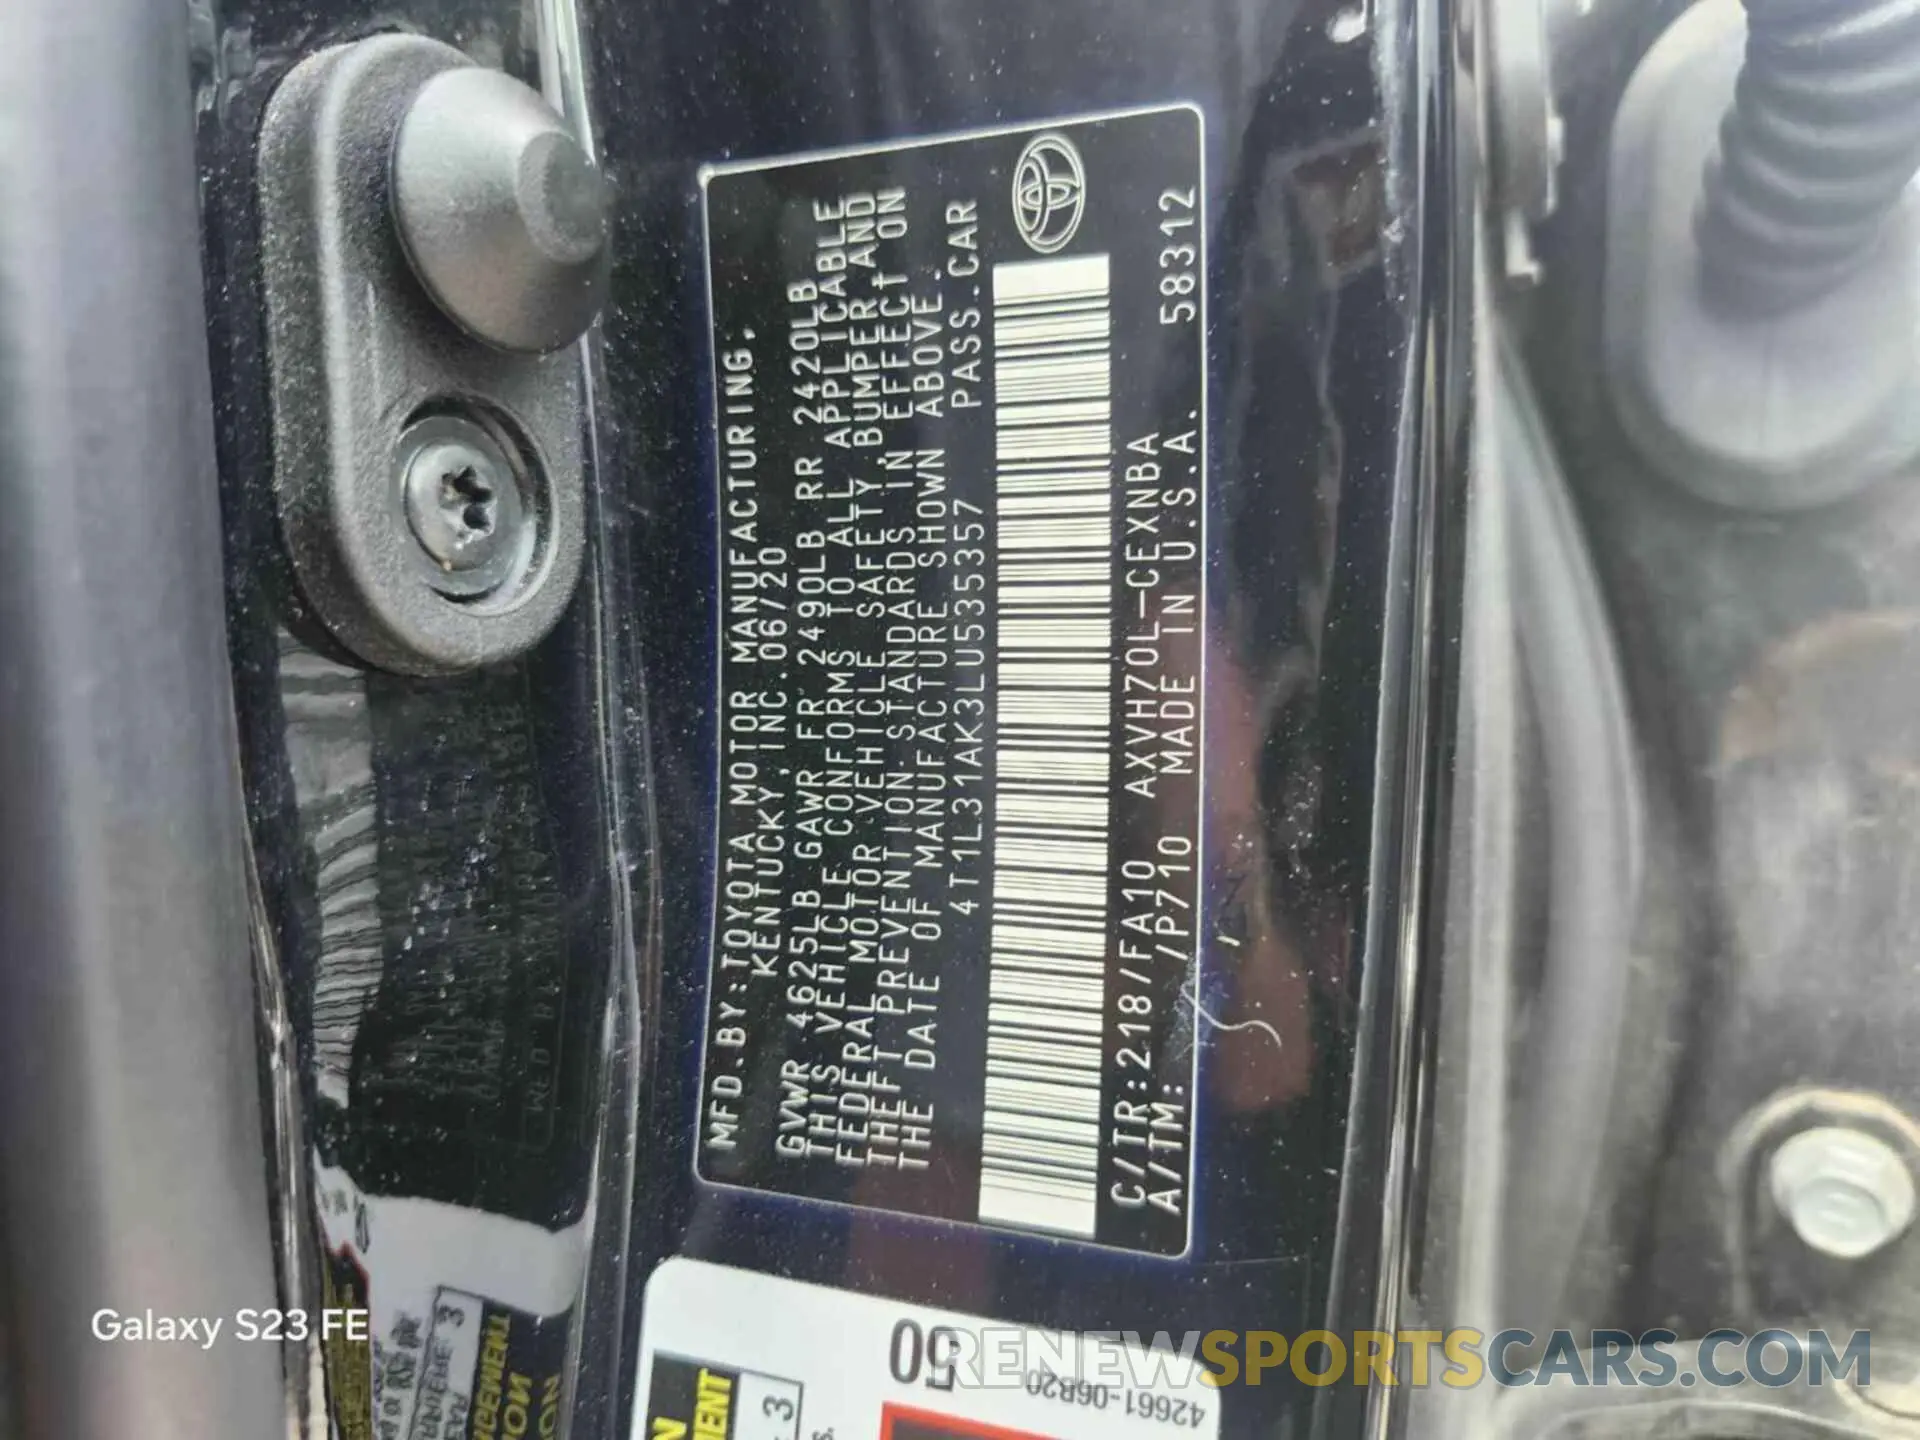 MFD.BY:TOYOTA MOTOR MANUFACTURING,
KENTUCKY,INC.06/20
GVWR 4625LB GAWR FR 2490LB RR 2420LB
THIS VEHICLE CONFORMS TO ALL APPLICABLE
FEDERAL MOTOR VEHICLE SAFETY,BUMPER AND
THEFT PREVENTION STANDARDS IN EFFECT ON
THE DATE OF MANUFACTURE SHOWN ABOVE.
4T1L31AK3LU535357 PASS.CAR
C/TR:218/FA10 AXVH70L-CEXNBA
A/TM: /P710 MADE IN U.S.A. 58312
50
42661-06B20
3
Galaxy S23 FE
RENEWSPORTSCARS.COM